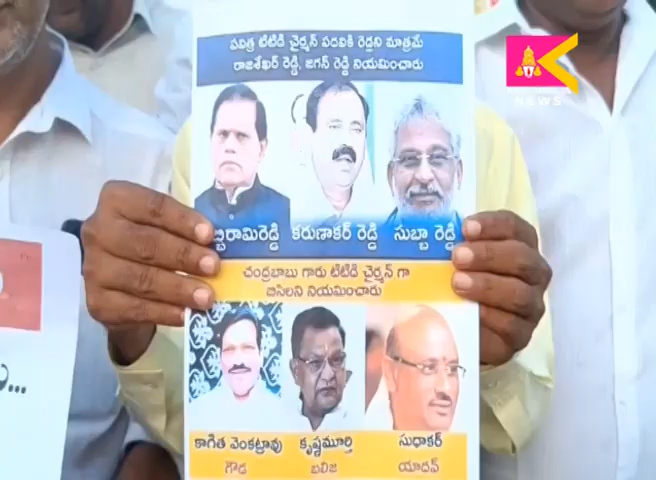 NEWS
పవిత్ర టీటీడీ చైర్మన్ పదవికి రెడ్లని మాత్రమే
రాజశేఖర్ రెడ్డి, జగన్ రెడ్డి నియమించారు
కరుణాకర్ రెడ్డి సుబ్బా రెడ్డి
చంద్రబాబు గారు టిటిడి చైర్మన్ గా
బిసిలని నియమించారు
కాగిత వెంకట్రావు కృష్ణమూర్తి సుధాకర్
గౌడ బలిజ యాదవ్